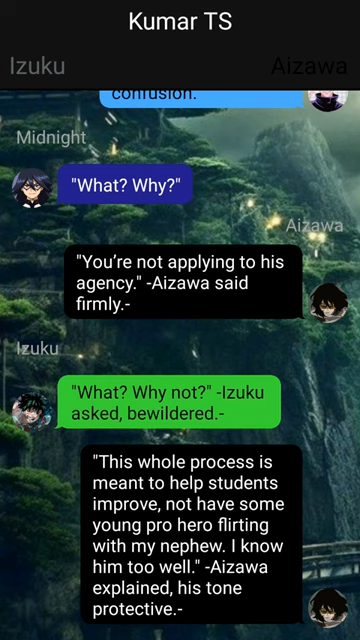 Kumar TS
Izuku
Aizawa
confusion.
Midnight
"What? Why?"
Aizawa
"You’re not applying to his
agency." -Aizawa said
firmly.-
Izuku
"What? Why not?" -Izuku
asked, bewildered.-
"This whole process is
meant to help students
improve, not have some
young pro hero flirting
with my nephew. I know
him too well." -Aizawa
explained, his tone
protective.-